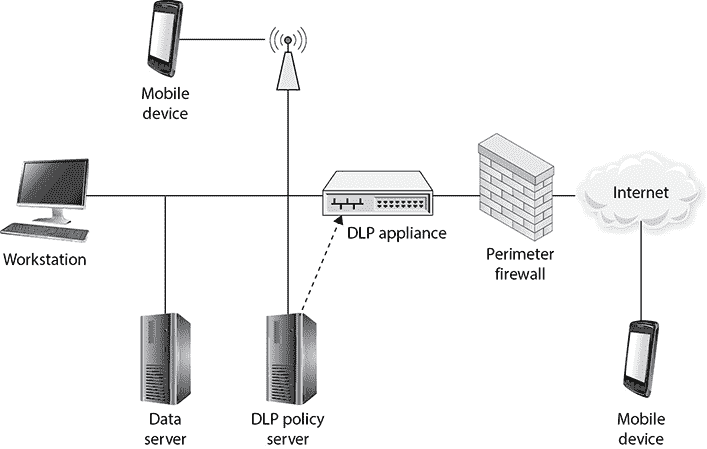 Mobile
device
Internet
DLP appliance
Workstation
Perimeter
firewall
Data
server
DLP policy
server
Mobile
device